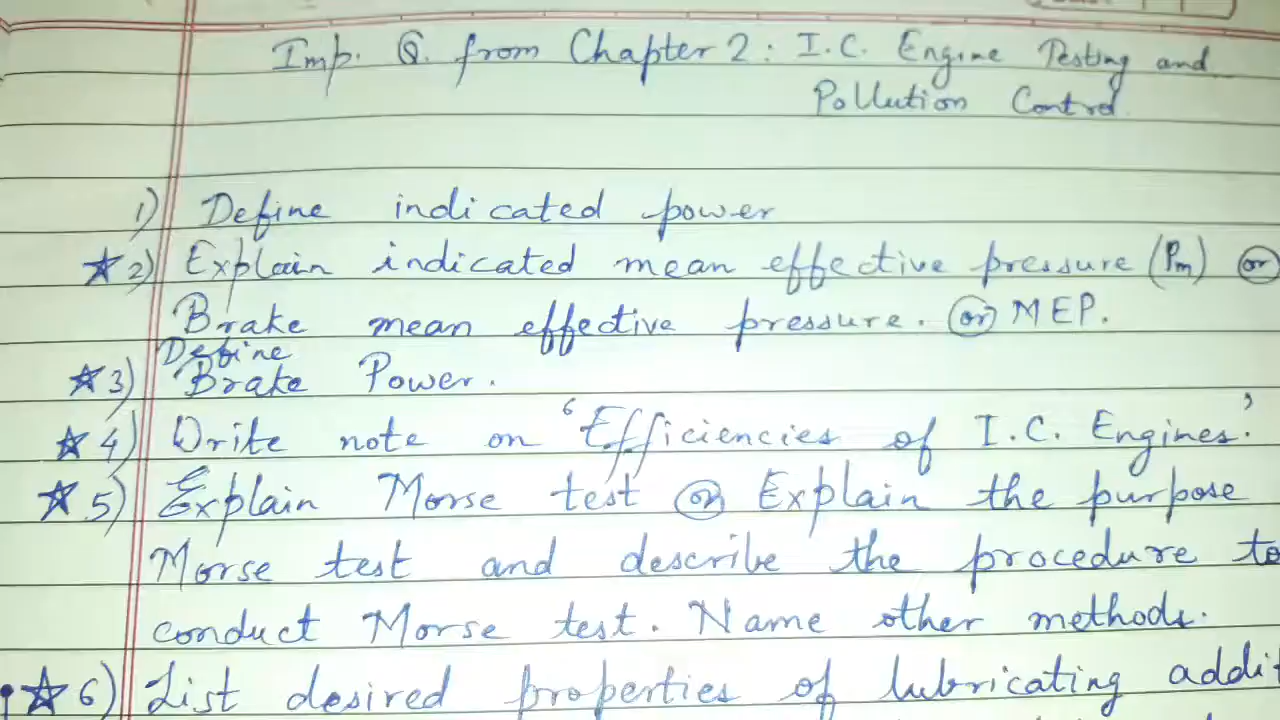 Imp. Q. from Chapter 2: I.C. Engine Testing and
Pollution Control.
1) Define indicated power
☆2) Explain indicated mean effective pressure (Pm) or
Brake mean effective pressure. or MEP.
Define
☆3) Brake Power.
☆4) Write note on 'Efficiencies of I.C. Engines.'
☆5) Explain Morse test or Explain the purpose
Morse test and describe the procedure to
conduct Morse test. Name other methods.
☆6) List desired properties of lubricating